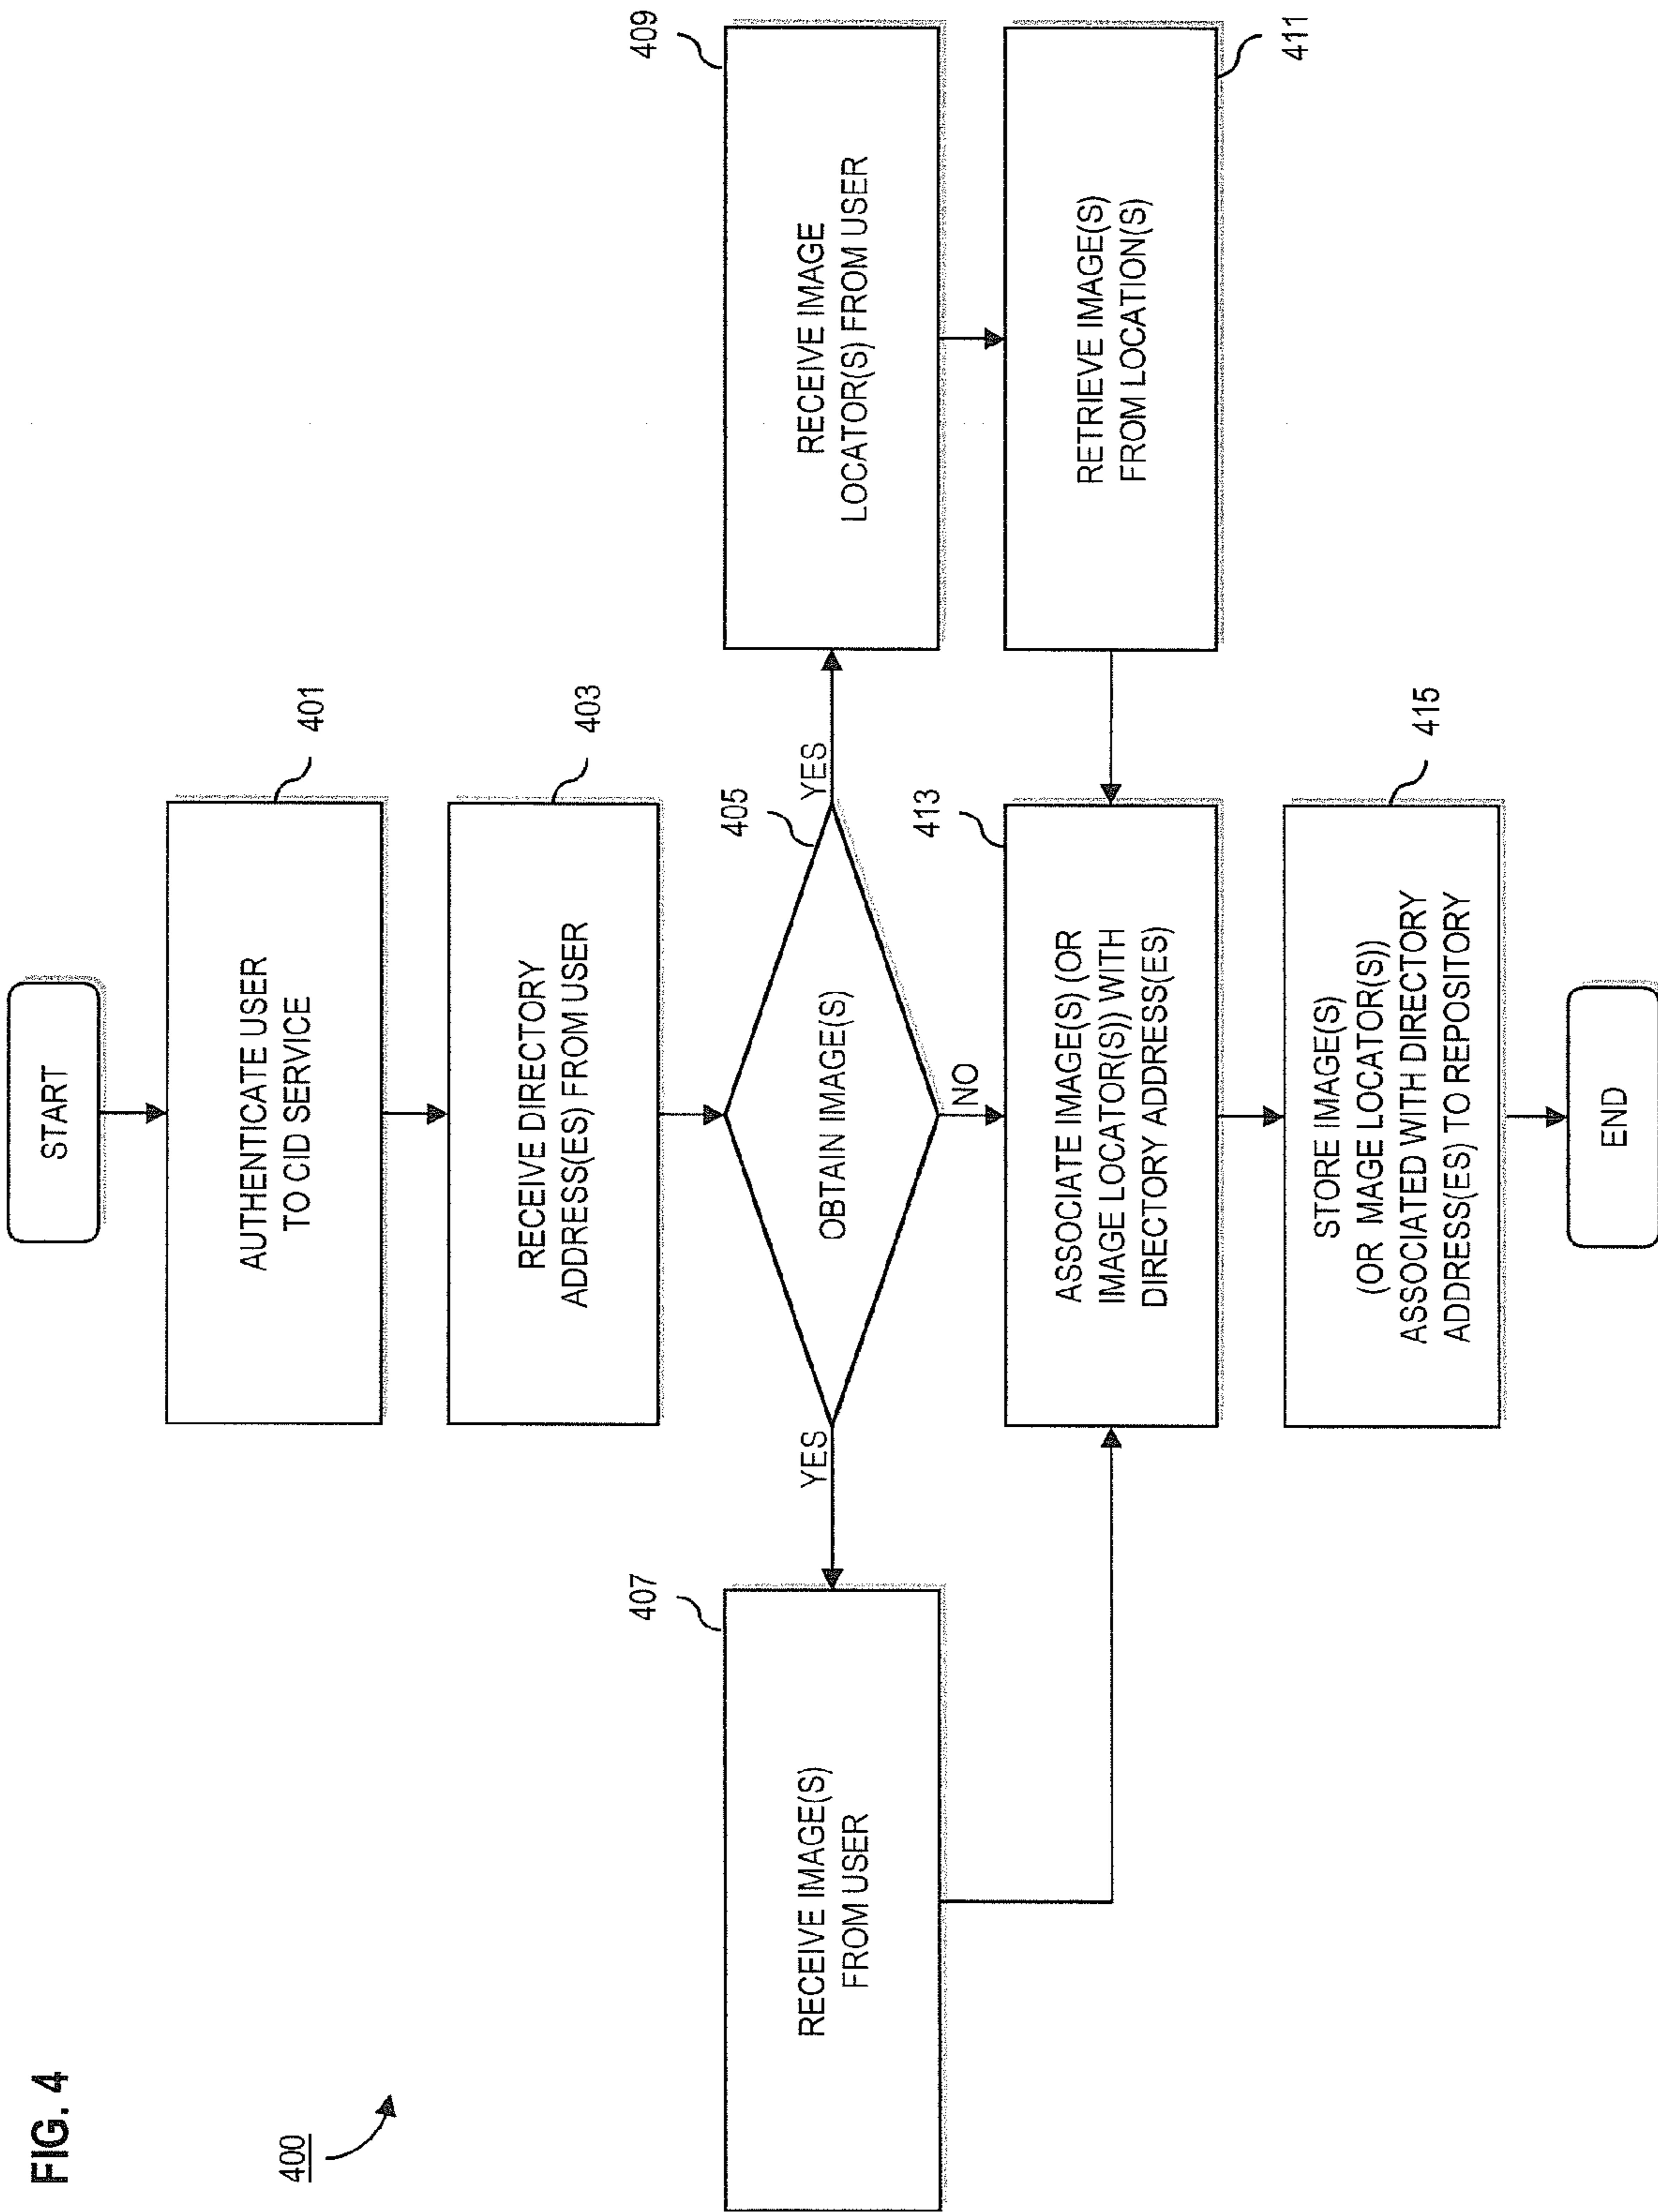 FIG. 4
400
START
AUTHENTICATE USER
TO CID SERVICE
401
RECEIVE DIRECTORY
ADDRESS(ES) FROM USER
403
OBTAIN IMAGE(S)
405
YES
YES
NO
RECEIVE IMAGE(S)
FROM USER
407
RECEIVE IMAGE
LOCATOR(S) FROM USER
409
RETRIEVE IMAGE(S)
FROM LOCATION(S)
411
ASSOCIATE IMAGE(S) (OR
IMAGE LOCATOR(S)) WITH
DIRECTORY ADDRESS(ES)
413
STORE IMAGE(S)
(OR  MAGE LOCATOR(S))
ASSOCIATED WITH DIRECTORY
ADDRESS(ES) TO REPOSITORY
415
END